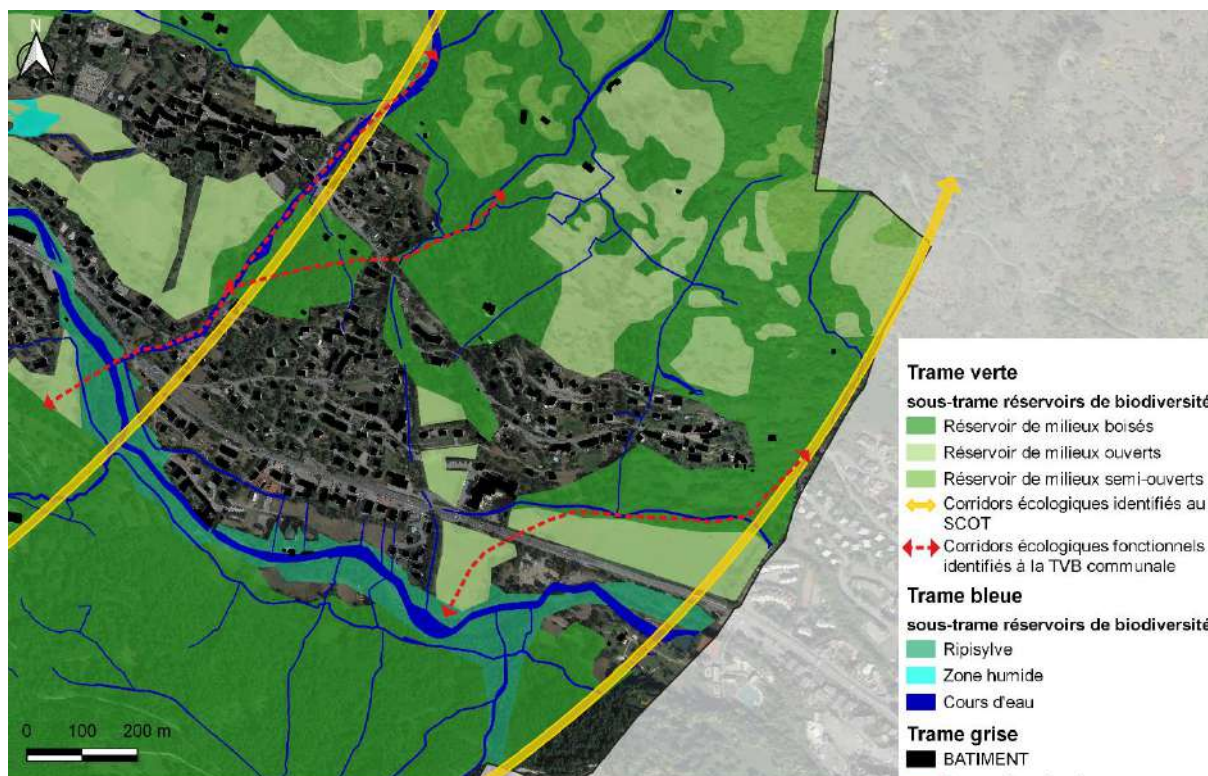 N
0 100 200 m
Trame verte
sous-trame réservoirs de biodiversité
Réservoir de milieux boisés
Réservoir de milieux ouverts
Réservoir de milieux semi-ouverts
Corridors écologiques identifiés au
SCOT
Corridors écologiques fonctionnels
identifiés à la TVB communale
Trame bleue
sous-trame réservoirs de biodiversité
Ripisylve
Zone humide
Cours d'eau
Trame grise
BATIMENT